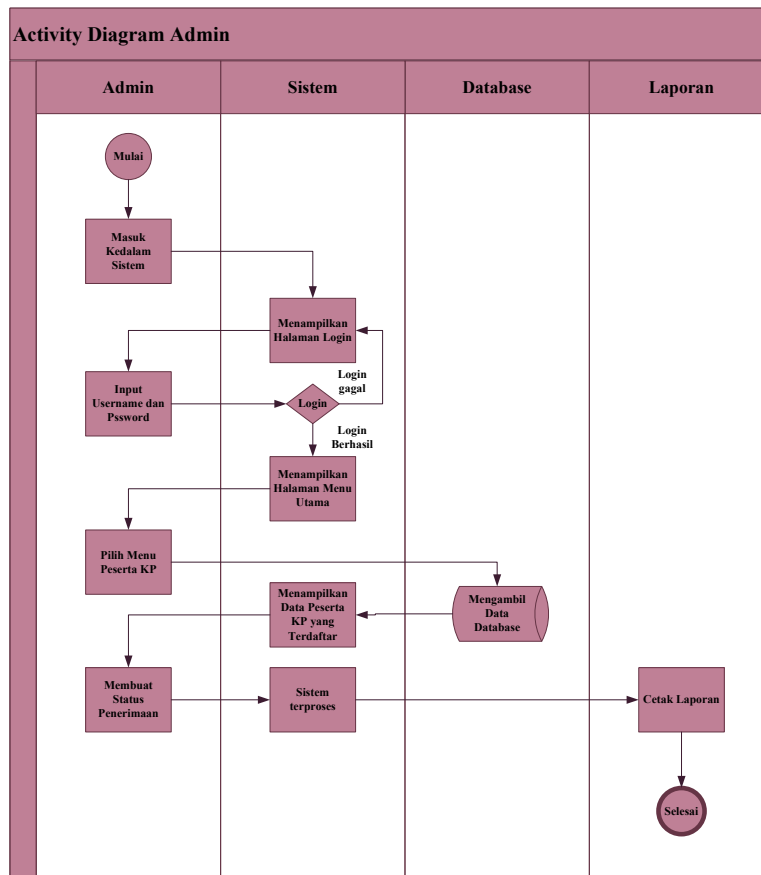 Activity Diagram Admin
Admin
Sistem
Database
Laporan
Mulai
Masuk
Kedalam
Sistem
Menampilkan
Halaman Login
Input
Username dan
Pssword
Login
Login
gagal
Login
Berhasil
Menampilkan
Halaman Menu
Utama
Pilih Menu
Peserta KP
Mengambil
Data
Database
Menampilkan
Data Peserta
KP yang
Terdaftar
Membuat
Status
Penerimaan
Sistem
terproses
Cetak Laporan
Selesai